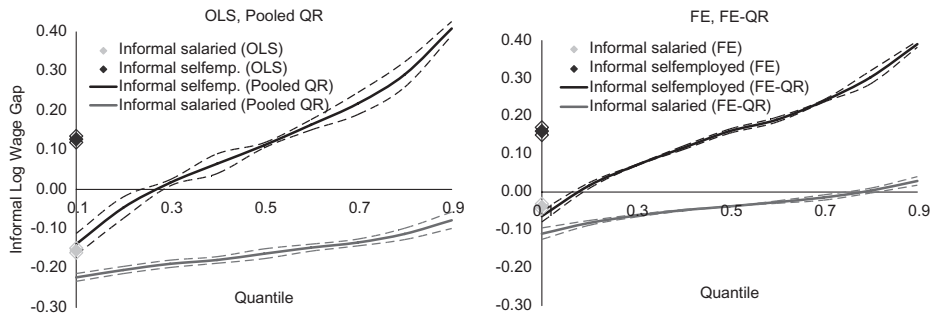 OLS, Pooled QR
0.40
0.30
0.20
0.10
0.00
-0.10
-0.20
-0.30
Informal Log Wage Gap
Informal salaried (OLS)
Informal selfemp. (OLS)
Informal selfemp. (Pooled QR)
Informal salaried (Pooled QR)
0.1
0.3
0.5
0.7
0.9
Quantile
FE, FE-QR
0.40
0.30
0.20
0.10
0.00
-0.10
-0.20
-0.30
Informal salaried (FE)
Informal selfemployed (FE)
Informal selfemployed (FE-QR)
Informal salaried (FE-QR)
0.1
0.3
0.5
0.7
0.9
Quantile